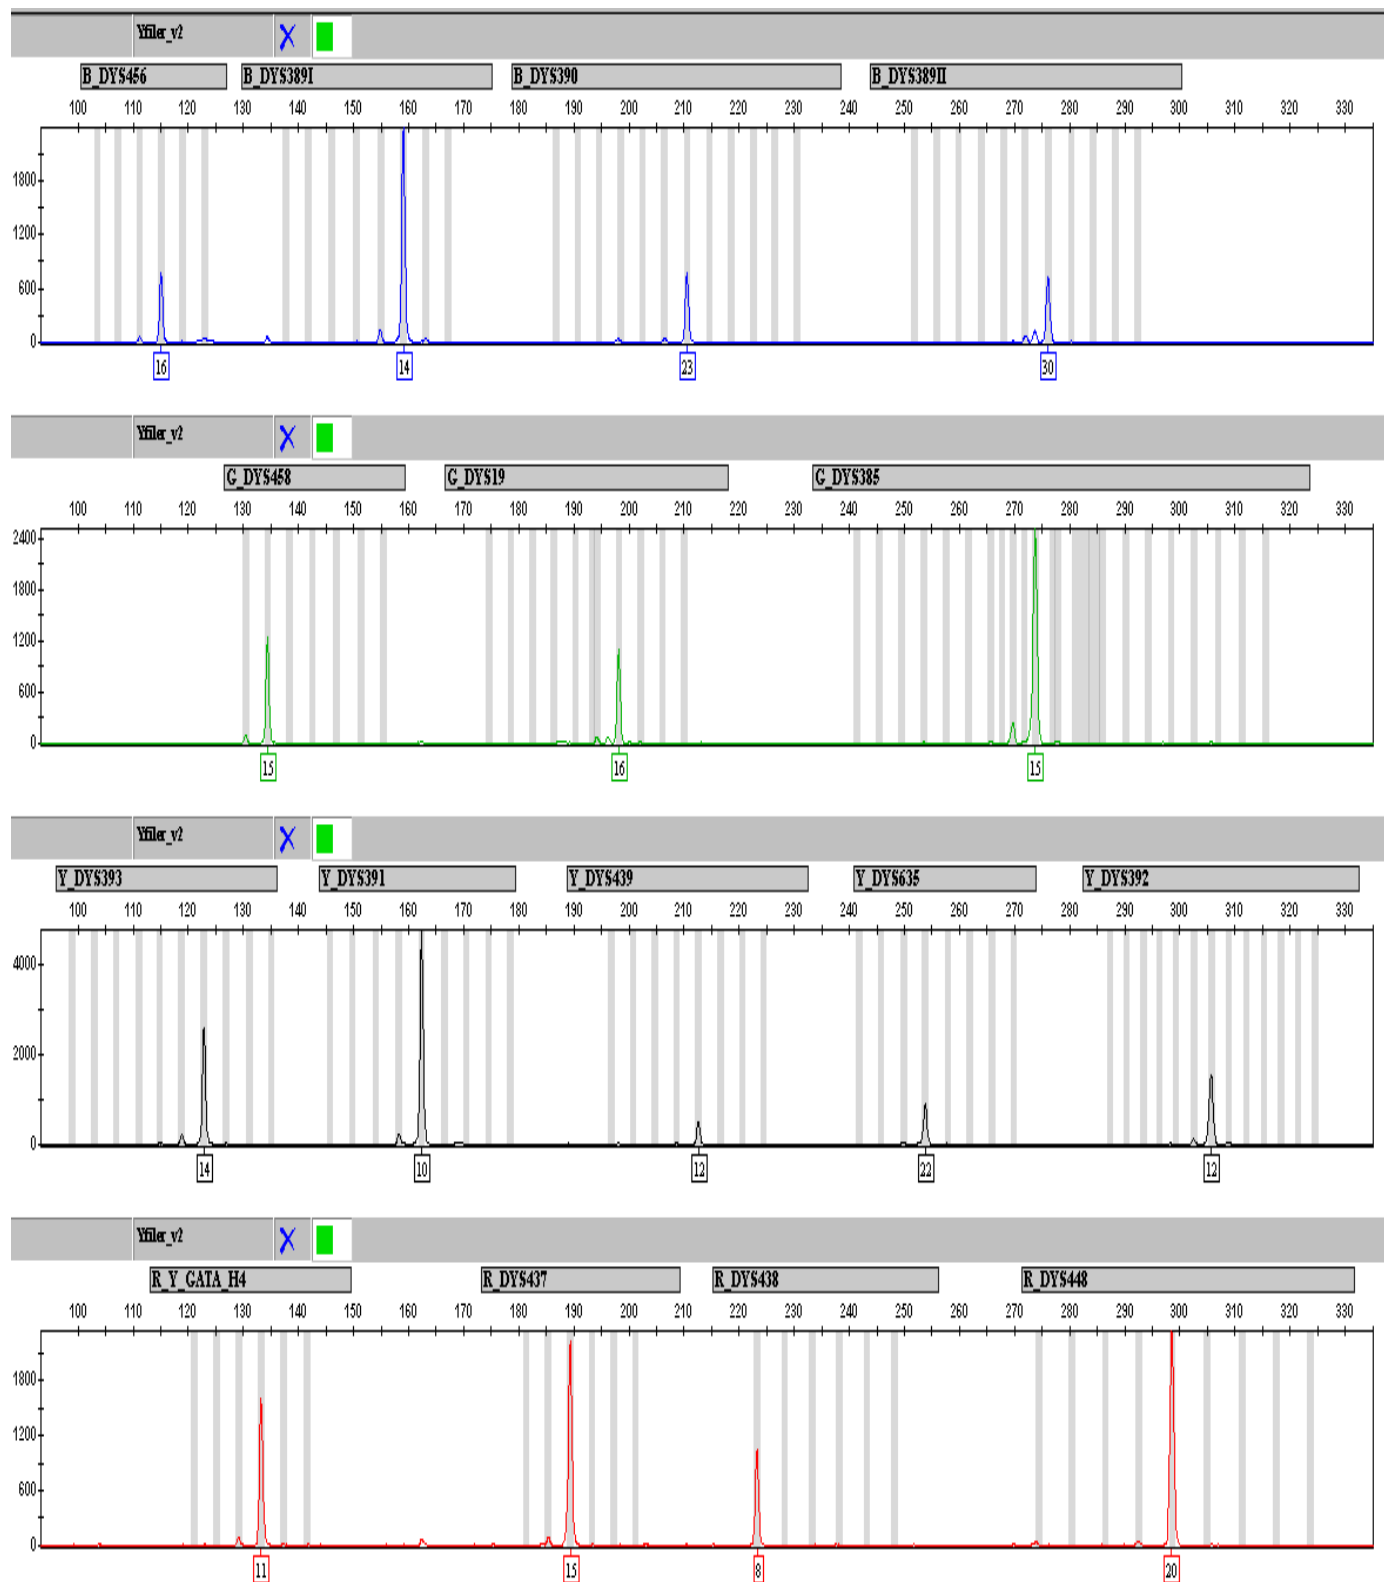 Yfiler_v2
B_DYS456 B_DYS389I B_DYS390 B_DYS389II
100 110 120 130 140 150 160 170 180 190 200 210 220 230 240 250 260 270 280 290 300 310 320 330
1800
1200
600
0
16 14 23 30
Yfiler_v2
G_DYS458 G_DYS19 G_DYS385
100 110 120 130 140 150 160 170 180 190 200 210 220 230 240 250 260 270 280 290 300 310 320 330
2400
1800
1200
600
0
15 16 15
Yfiler_v2
Y_DYS393 Y_DYS391 Y_DYS439 Y_DYS635 Y_DYS392
100 110 120 130 140 150 160 170 180 190 200 210 220 230 240 250 260 270 280 290 300 310 320 330
4000
2000
0
14 10 12 22 12
Yfiler_v2
R_Y_GATA_H4 R_DYS437 R_DYS438 R_DYS448
100 110 120 130 140 150 160 170 180 190 200 210 220 230 240 250 260 270 280 290 300 310 320 330
1800
1200
600
0
11 15 8 20